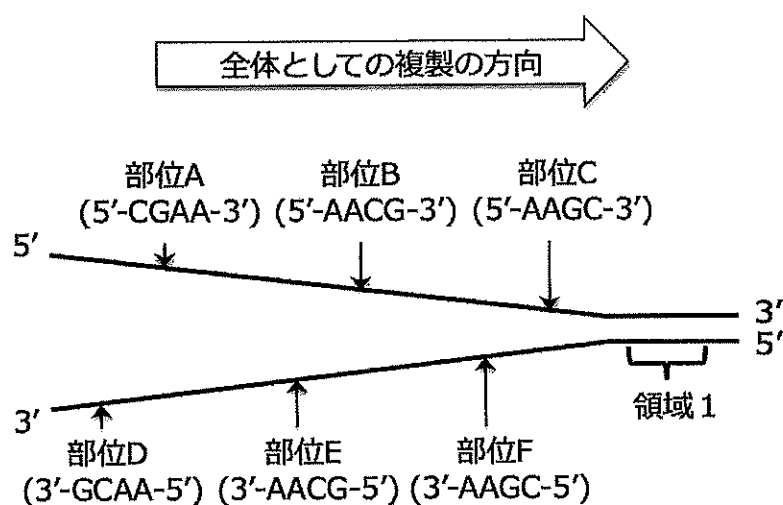 全体としての複製の方向
部位A
(5′-CGAA-3′)
部位B
(5′-AACG-3′)
部位C
(5′-AAGC-3′)
5′
3′
5′
3′
領域1
部位D
(3′-GCAA-5′)
部位E
(3′-AACG-5′)
部位F
(3′-AAGC-5′)